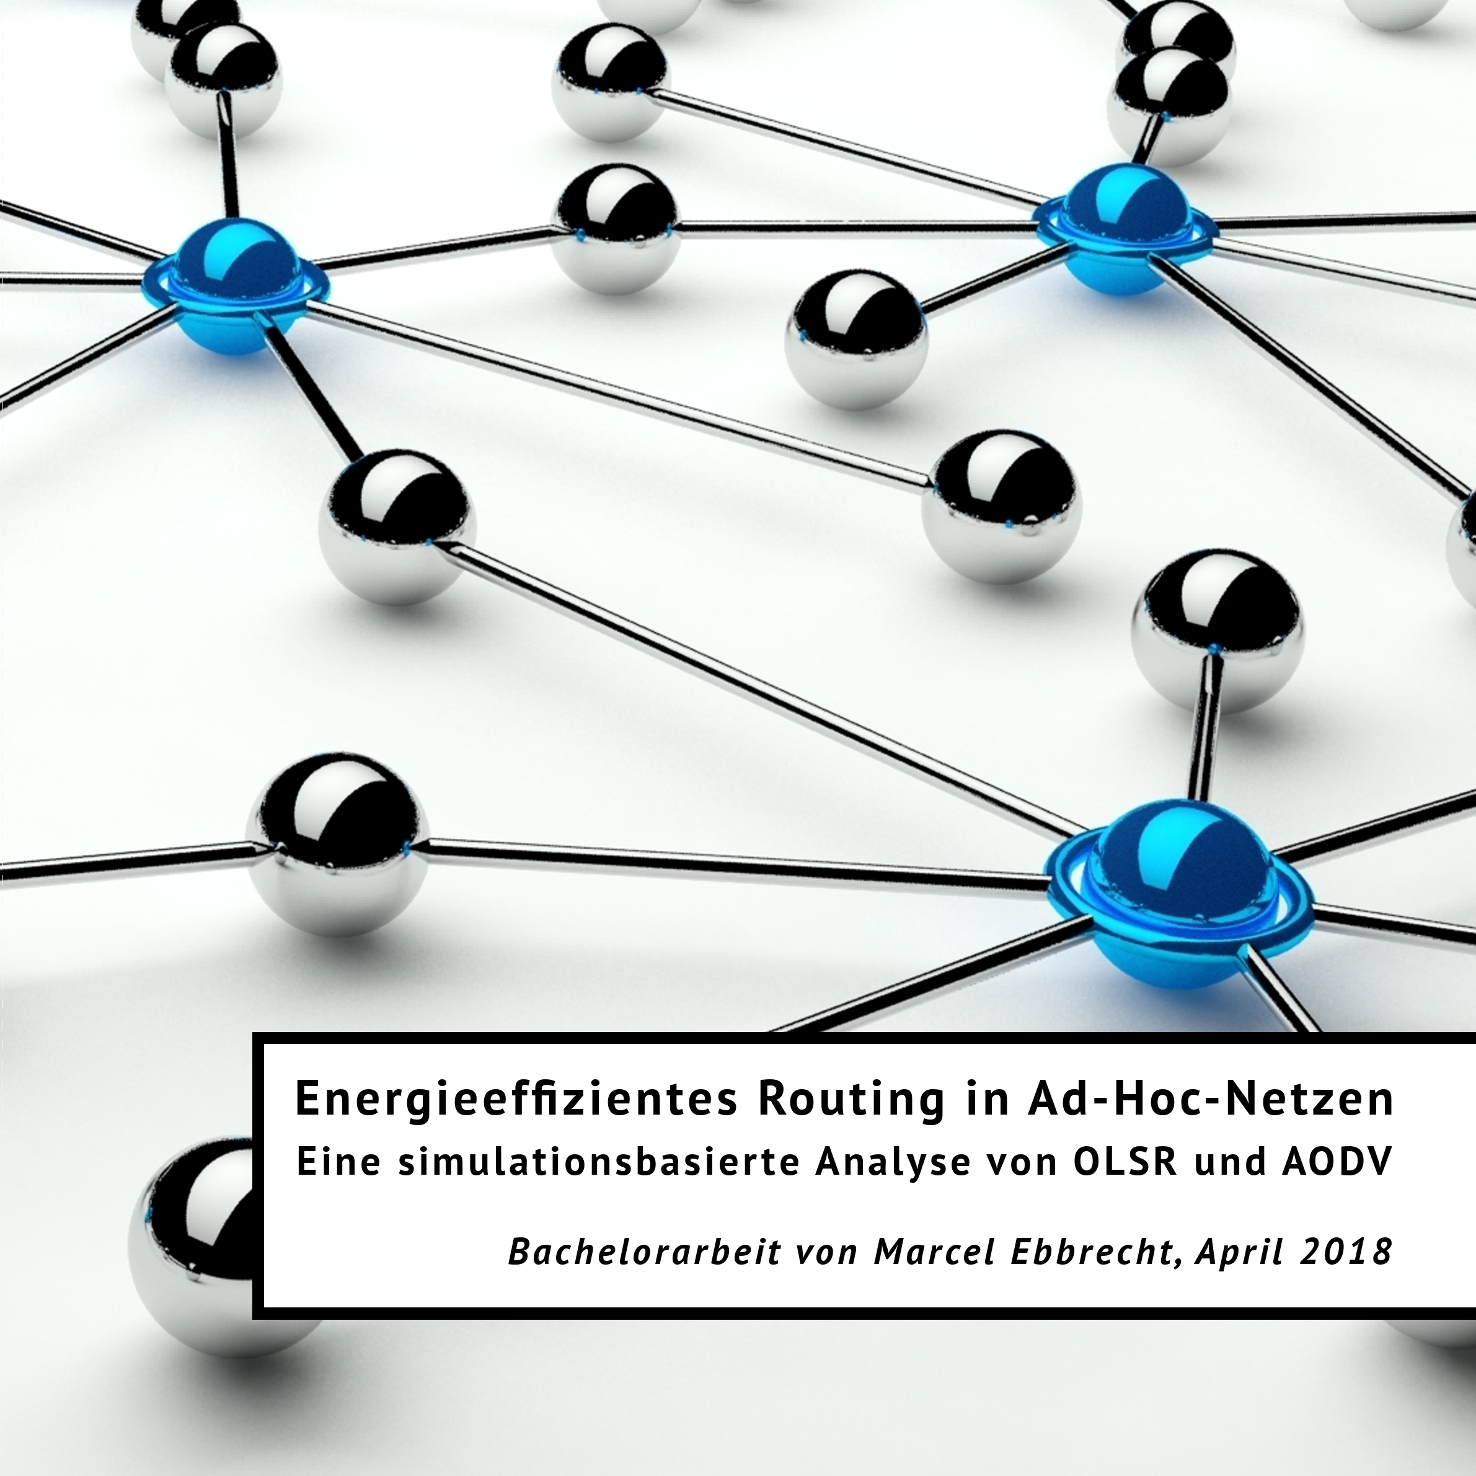 Energieeffizientes Routing in Ad-Hoc-Netzen
Eine simulationsbasierte Analyse von OLSR und AODV
Bachelorarbeit von Marcel Ebbrecht, April 2018